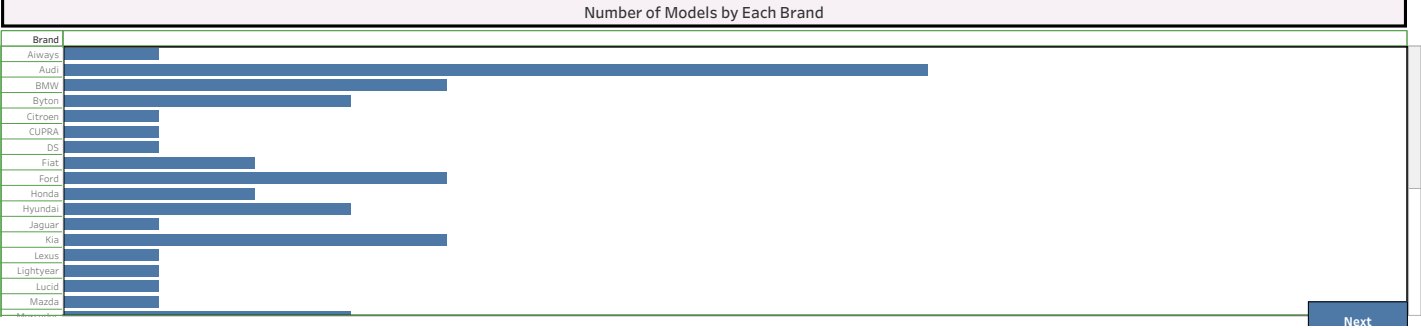 Number of Models by Each Brand
Brand
Aiways
Audi
BMW
Byton
Citroen
CUPRA
DS
Fiat
Ford
Honda
Hyundai
Jaguar
Kia
Lexus
Lightyear
Lucid
Mazda
Next